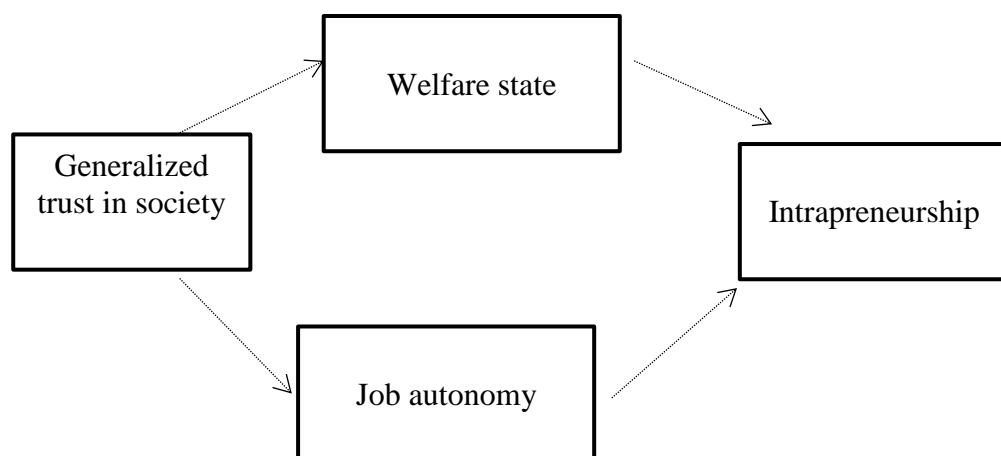 Welfare state
Generalized
trust in society
Intrapreneurship
Job autonomy